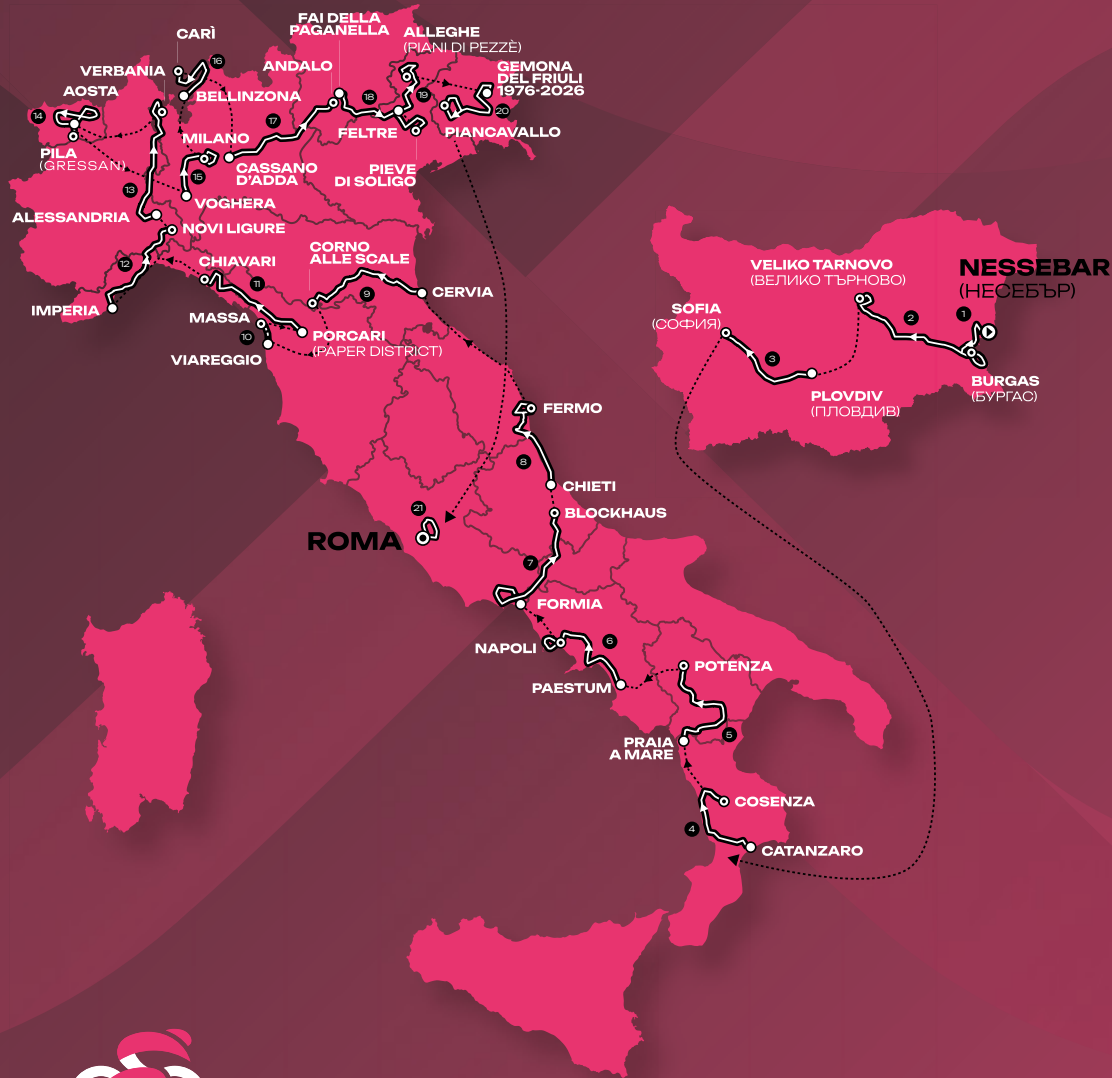 FAI DELLA
PAGANELLA
ALLEGHE
(PIANI DI PEZZÈ)
CARÌ
16
VERBANIA
ANDALO
GEMONA
DEL FRIULI
1976-2026
AOSTA
BELLINZONA
18
19
20
14
17
MILANO
FELTRE
PIANCAVALLO
PILA
(GRESSAN)
CASSANO
D'ADDA
PIEVE
DI SOLIGO
15
13
VOGHERA
ALESSANDRIA
NOVI LIGURE
CORNO
ALLE SCALE
12
CHIAVARI
11
9
CERVIA
IMPERIA
MASSA
10
PORCARI
(PAPER DISTRICT)
VIAREGGIO
VELIKO TARNOVO
(ВЕЛИКО ТЪРНОВО)
NESSEBAR
(НЕСЕБЪР)
SOFIA
(СОФИЯ)
2
1
3
BURGAS
(БУРГАС)
PLOVDIV
(ПЛОВДИВ)
FERMO
8
CHIETI
21
BLOCKHAUS
ROMA
7
FORMIA
6
NAPOLI
POTENZA
PAESTUM
5
PRAIA
A MARE
COSENZA
4
CATANZARO